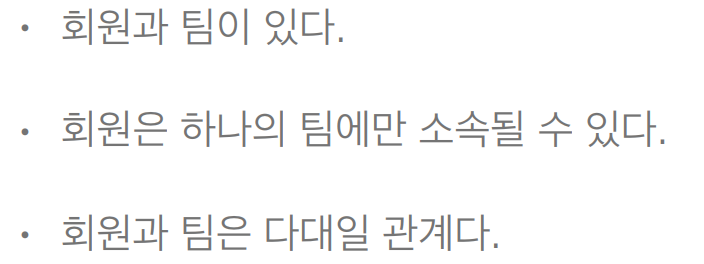 • 회원과 팀이 있다.
• 회원은 하나의 팀에만 소속될 수 있다.
• 회원과 팀은 다대일 관계다.